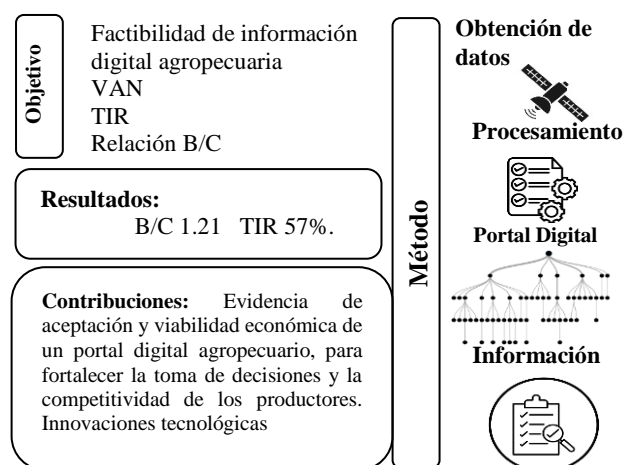 Objetivo
Factibilidad de información
digital agropecuaria
VAN
TIR
Relación B/C
Resultados:
B/C 1.21 TIR 57%.
Contribuciones: Evidencia de
aceptación y viabilidad económica de
un portal digital agropecuario, para
fortalecer la toma de decisiones y la
competitividad de los productores.
Innovaciones tecnológicas
Método
Obtención de
datos
Procesamiento
Portal Digital
Información